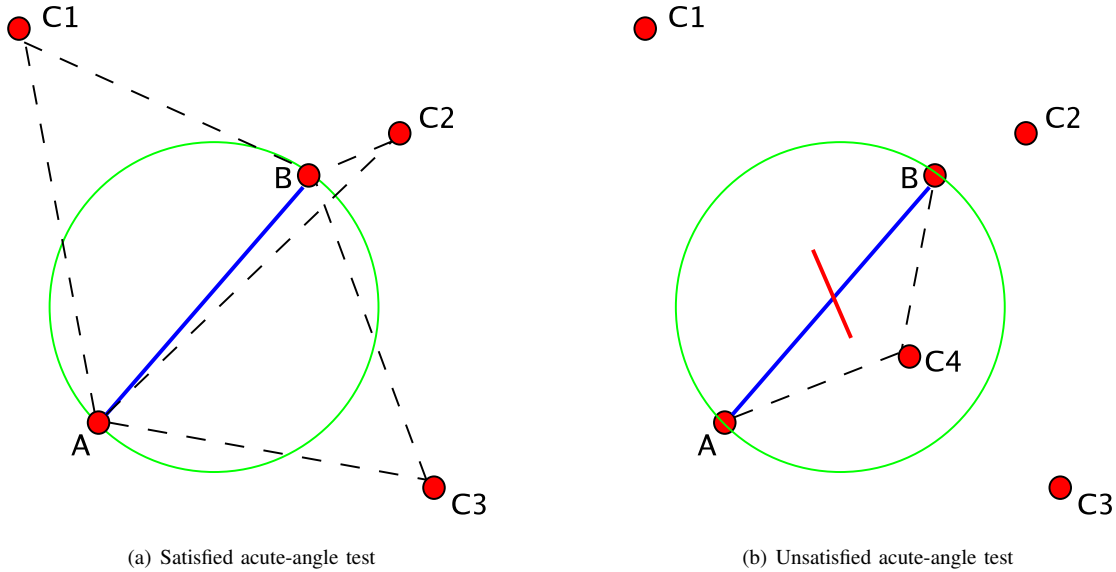 C1
C2
B
A
C3
(a) Satisfied acute-angle test
C1
C2
B
C4
A
C3
(b) Unsatisfied acute-angle test